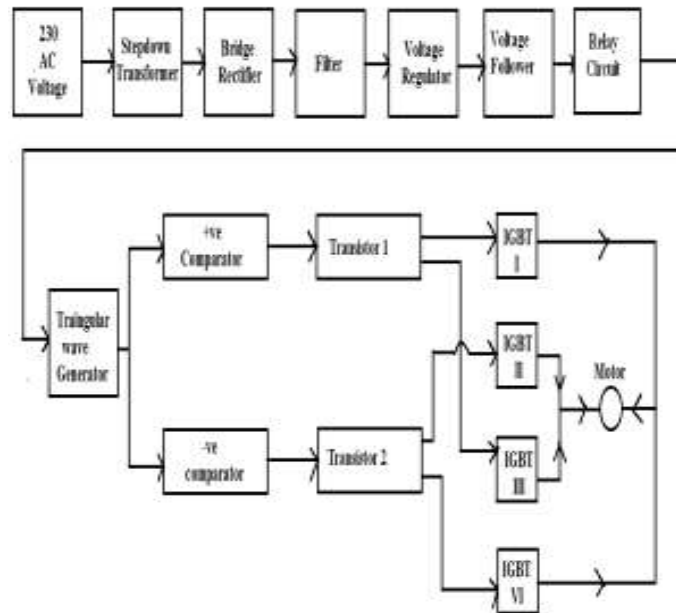 230
AC
Voltage
Stepdown
Transformer
Bridge
Rectifier
Filter
Voltage
Regulator
Voltage
Follower
Relay
Circuit
+ve
Comparator
Transistor 1
IGBT
I
Traingular
wave
Generator
IGBT
II
Motor
-ve
comparator
Transistor 2
IGBT
III
IGBT
VI